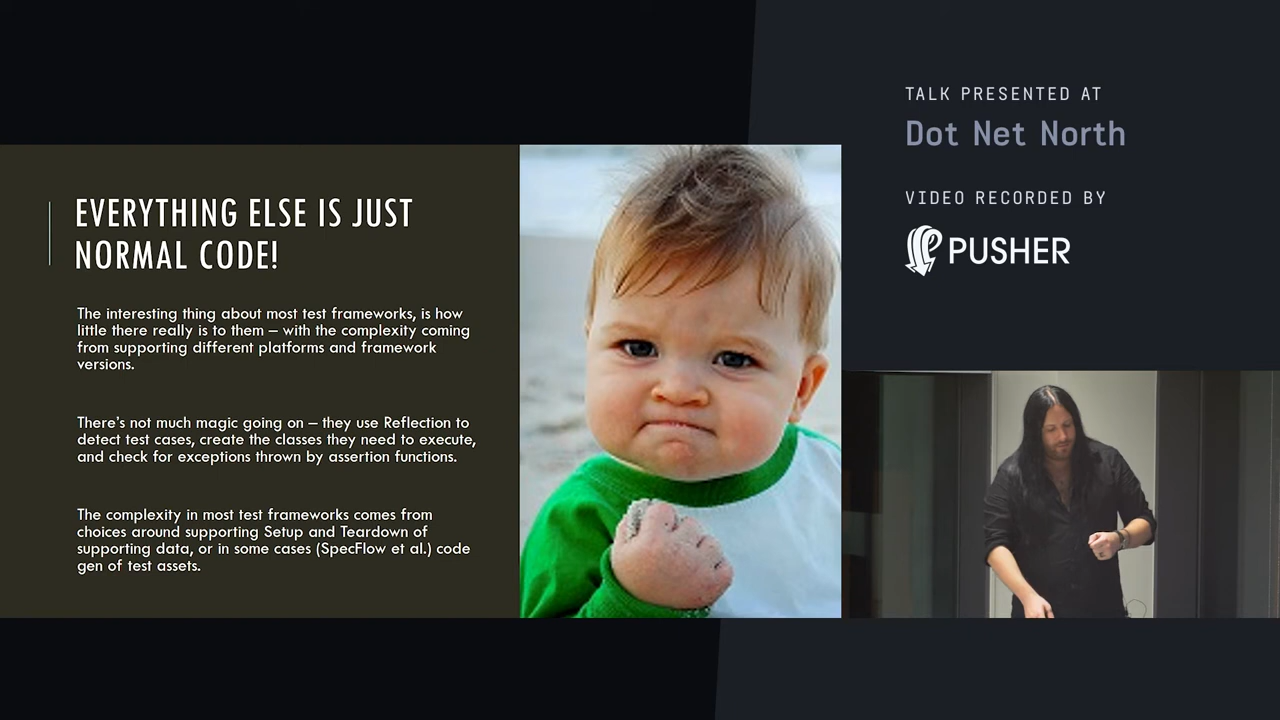 EVERYTHING ELSE IS JUST
NORMAL CODE!
The interesting thing about most test frameworks, is how
little there really is to them – with the complexity coming
from supporting different platforms and framework
versions.
There's not much magic going on – they use Reflection to
detect test cases, create the classes they need to execute,
and check for exceptions thrown by assertion functions.
The complexity in most test frameworks comes from
choices around supporting Setup and Teardown of
supporting data, or in some cases (SpecFlow et al.) code
gen of test assets.
TALK PRESENTED AT
Dot Net North
VIDEO RECORDED BY
PUSHER